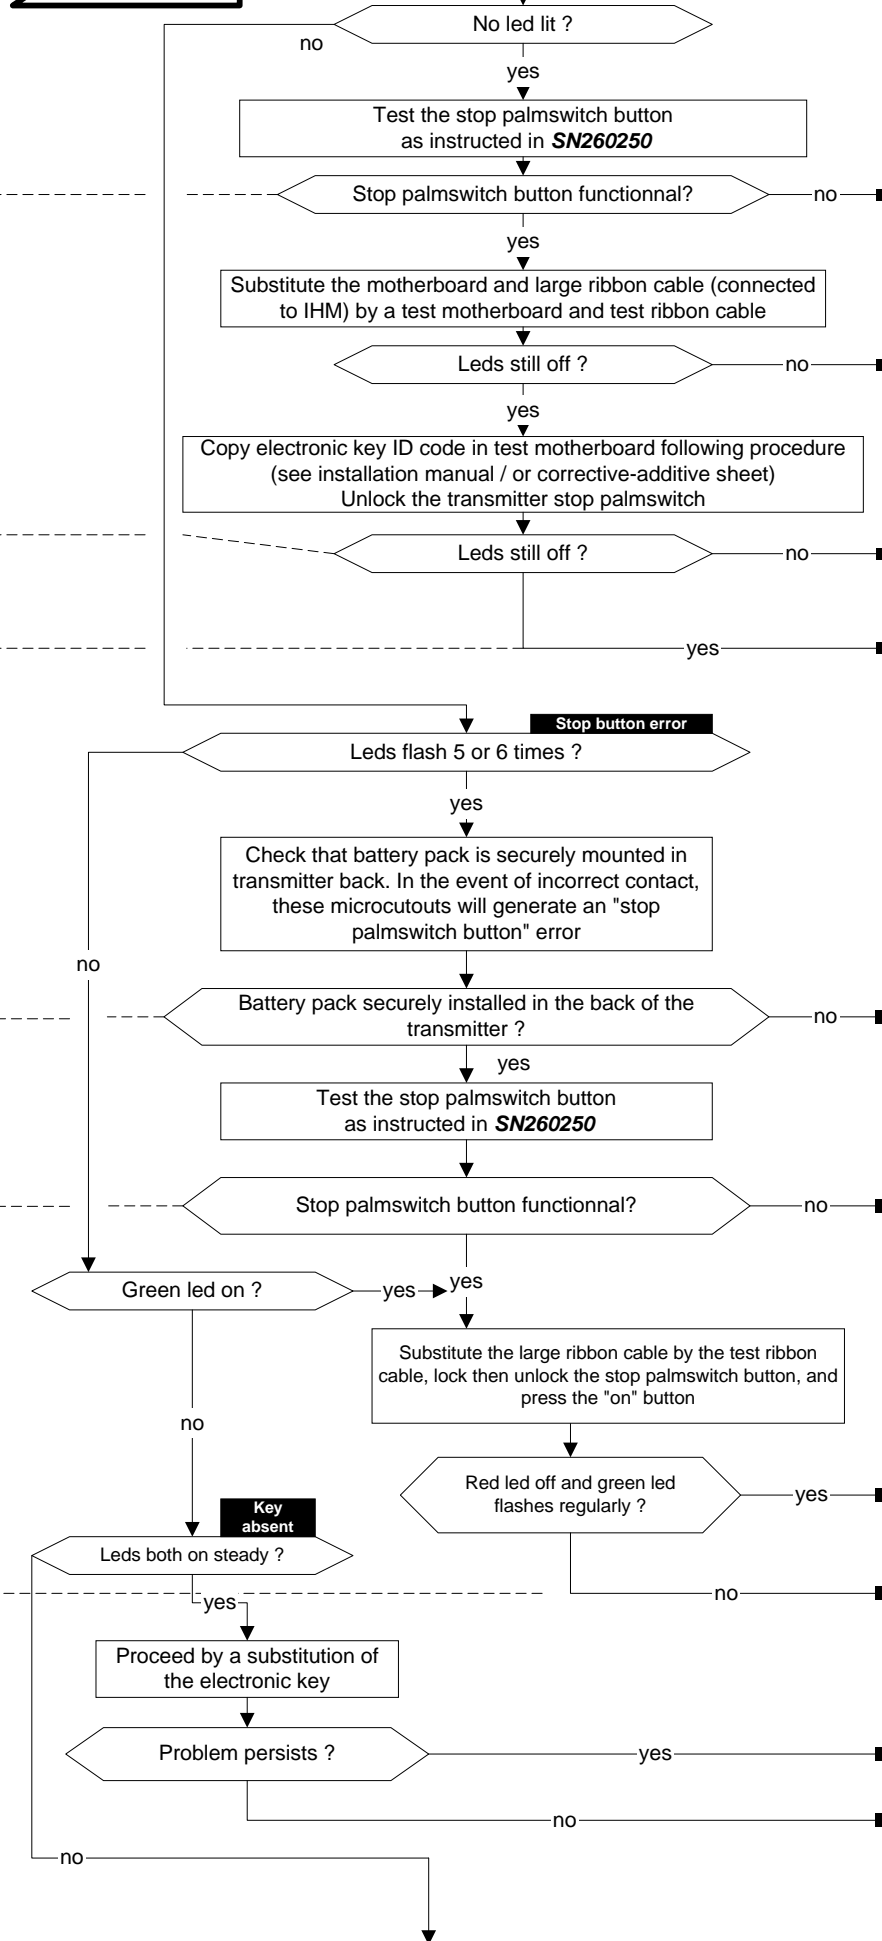 No led lit ?
no
yes
Test the stop palmswitch button
as instructed in SN260250
Stop palmswitch button functionnal?
no
yes
Substitute the motherboard and large ribbon cable (connected
to IHM) by a test motherboard and test ribbon cable
Leds still off ?
no
yes
Copy electronic key ID code in test motherboard following procedure
(see installation manual / or corrective-additive sheet)
Unlock the transmitter stop palmswitch
Leds still off ?
no
yes
Stop button error
Leds flash 5 or 6 times ?
yes
Check that battery pack is securely mounted in
transmitter back. In the event of incorrect contact,
these microcutouts will generate an "stop
palmswitch button" error
no
Battery pack securely installed in the back of the
transmitter ?
no
yes
Test the stop palmswitch button
as instructed in SN260250
Stop palmswitch button functionnal?
no
Green led on ?
yes
yes
Substitute the large ribbon cable by the test ribbon
cable, lock then unlock the stop palmswitch button, and
press the "on" button
no
Red led off and green led
flashes regularly ?
yes
Key
absent
Leds both on steady ?
yes
no
Proceed by a substitution of
the electronic key
Problem persists ?
yes
no
no